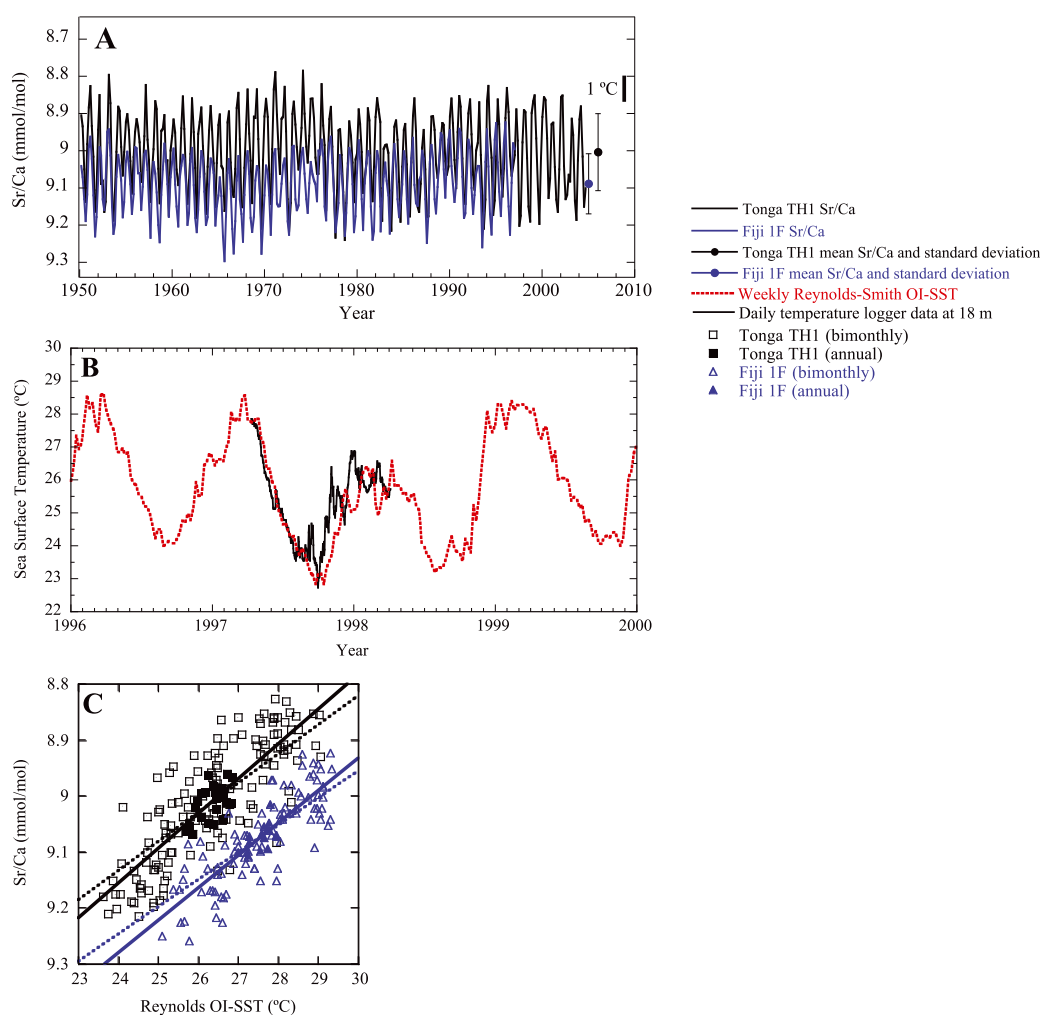 A
8.7
8.8
8.9
9
9.1
9.2
9.3
Sr/Ca (mmol/mol)
1 ºC
1950 1960 1970 1980 1990 2000 2010
Year
Tonga TH1 Sr/Ca
Fiji 1F Sr/Ca
Tonga TH1 mean Sr/Ca and standard deviation
Fiji 1F mean Sr/Ca and standard deviation
Weekly Reynolds-Smith OI-SST
Daily temperature logger data at 18 m
Tonga TH1 (bimonthly)
Tonga TH1 (annual)
Fiji 1F (bimonthly)
Fiji 1F (annual)
B
30
29
28
27
26
25
24
23
22
Sea Surface Temperature (ºC)
1996 1997 1998 1999 2000
Year
C
8.8
8.9
9
9.1
9.2
9.3
Sr/Ca (mmol/mol)
23 24 25 26 27 28 29 30
Reynolds OI-SST (ºC)